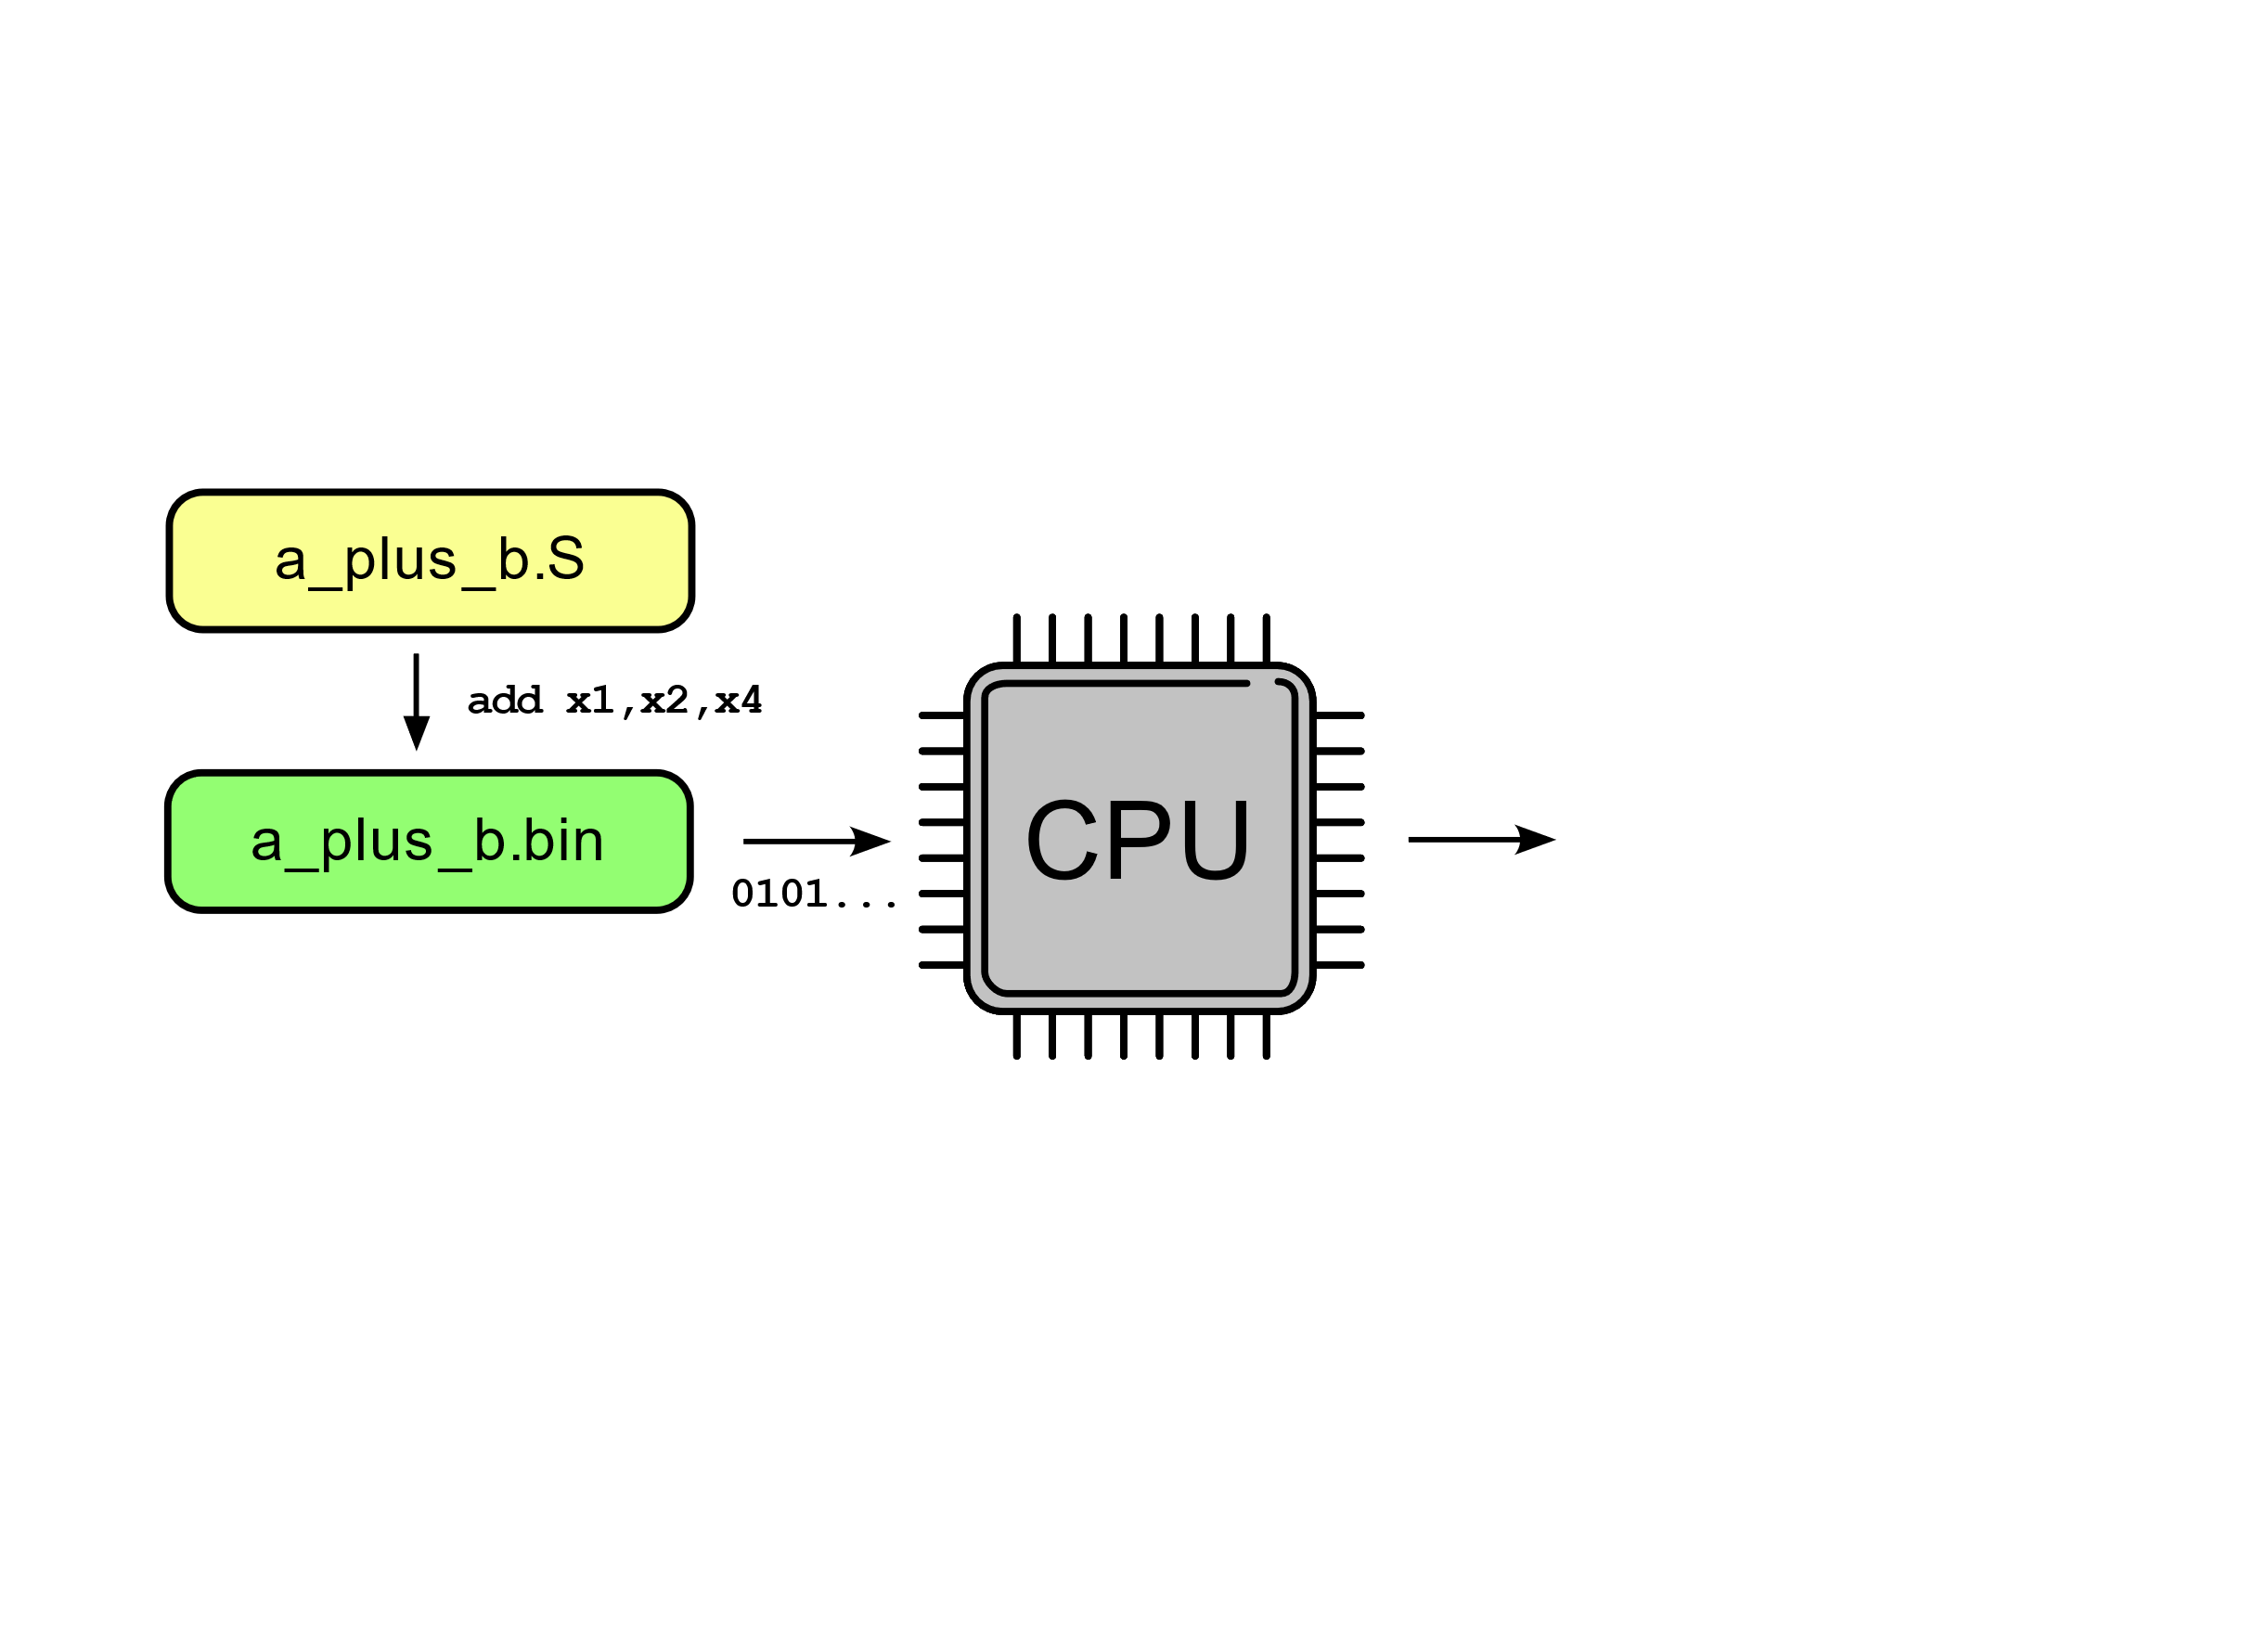 a_plus_b.S
add x1,x2,x4
a_plus_b.bin
0101...
CPU